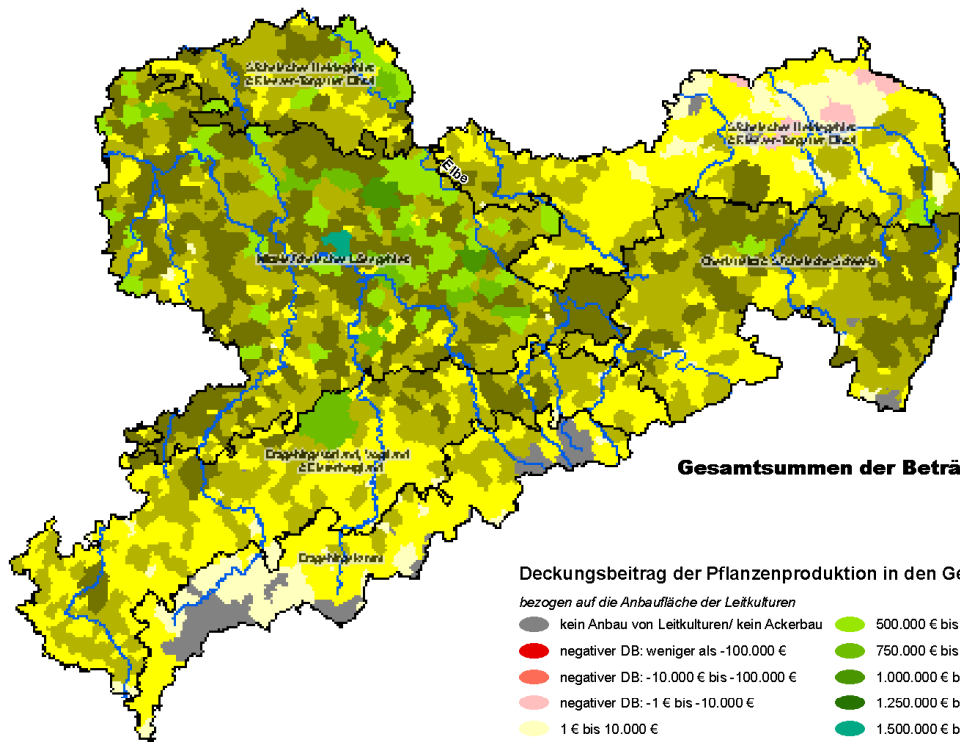 Elbe
Gesamtsummen der Beträ
Deckungsbeitrag der Pflanzenproduktion in den Ge
bezogen auf die Anbaufläche der Leitkulturen
kein Anbau von Leitkulturen/ kein Ackerbau
negativer DB: weniger als -100.000 €
negativer DB: -10.000 € bis -100.000 €
negativer DB: -1 € bis -10.000 €
1 € bis 10.000 €
500.000 € bis
750.000 € bis
1.000.000 € b
1.250.000 € b
1.500.000 € b